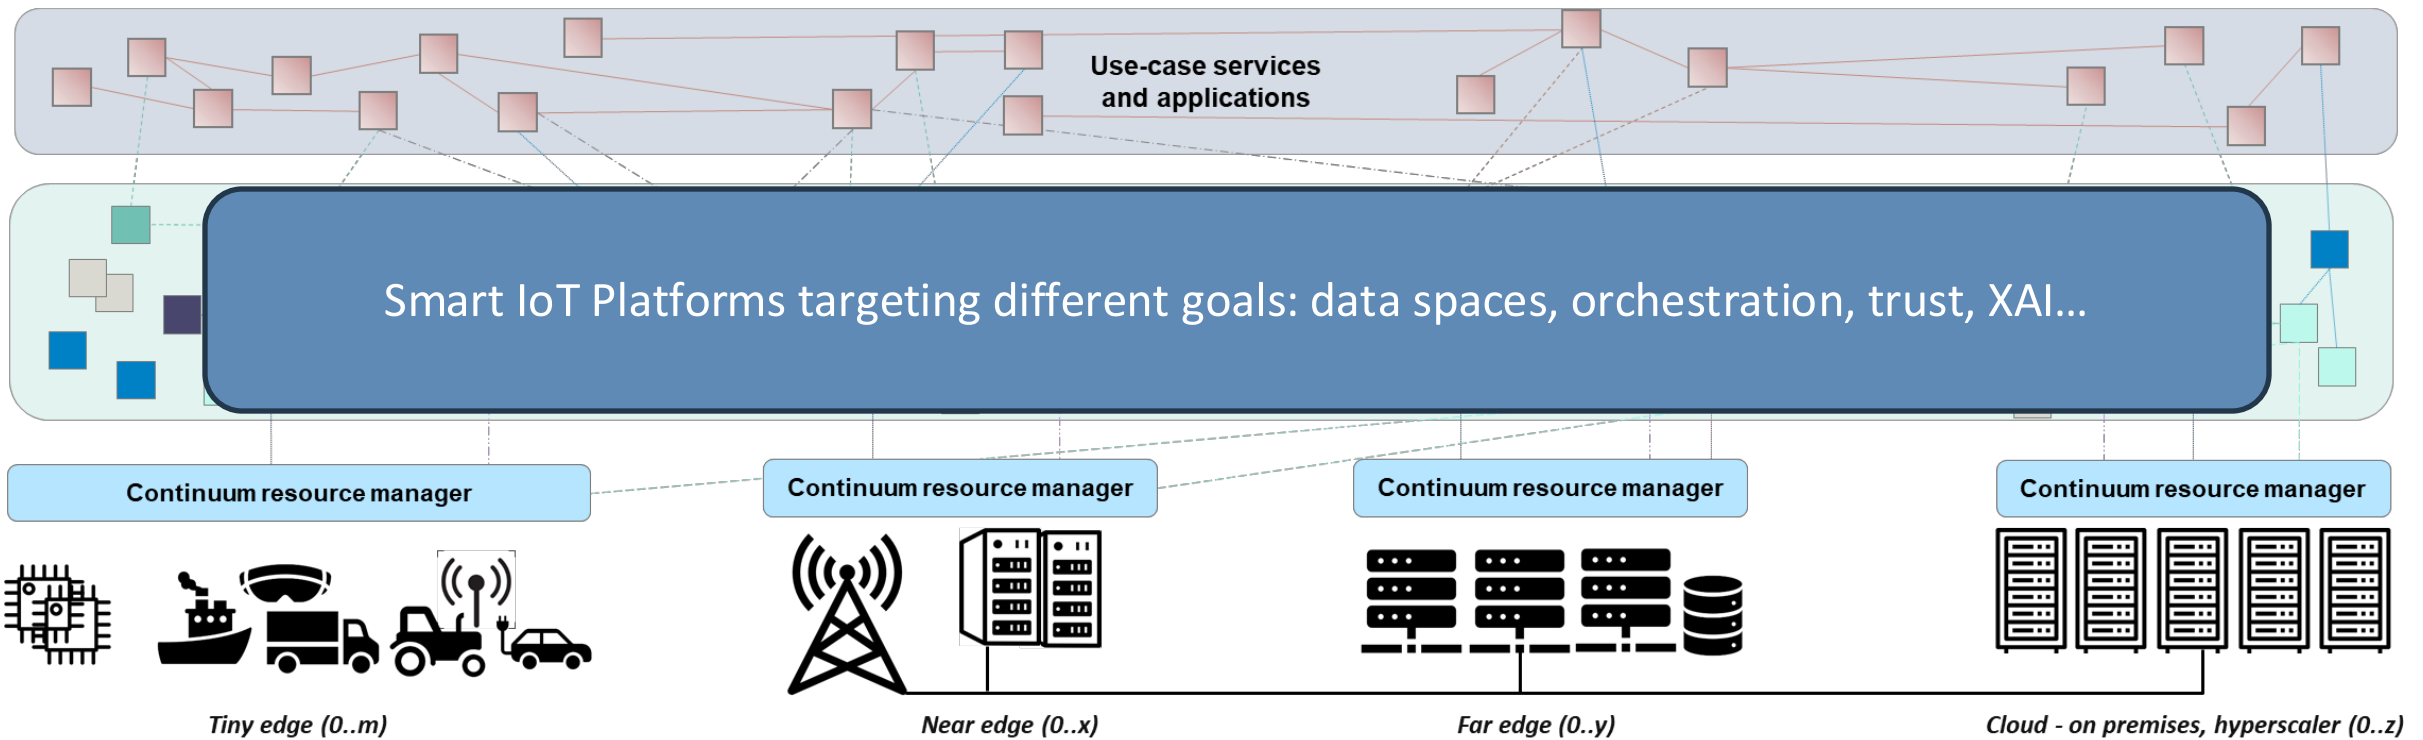 Use-case services
and applications
Smart IoT Platforms targeting different goals: data spaces, orchestration, trust, XAI...
Continuum resource manager
Continuum resource manager
Continuum resource manager
Continuum resource manager
Tiny edge (0..m)
Near edge (0..x)
Far edge (0..y)
Cloud - on premises, hyperscaler (0..z)